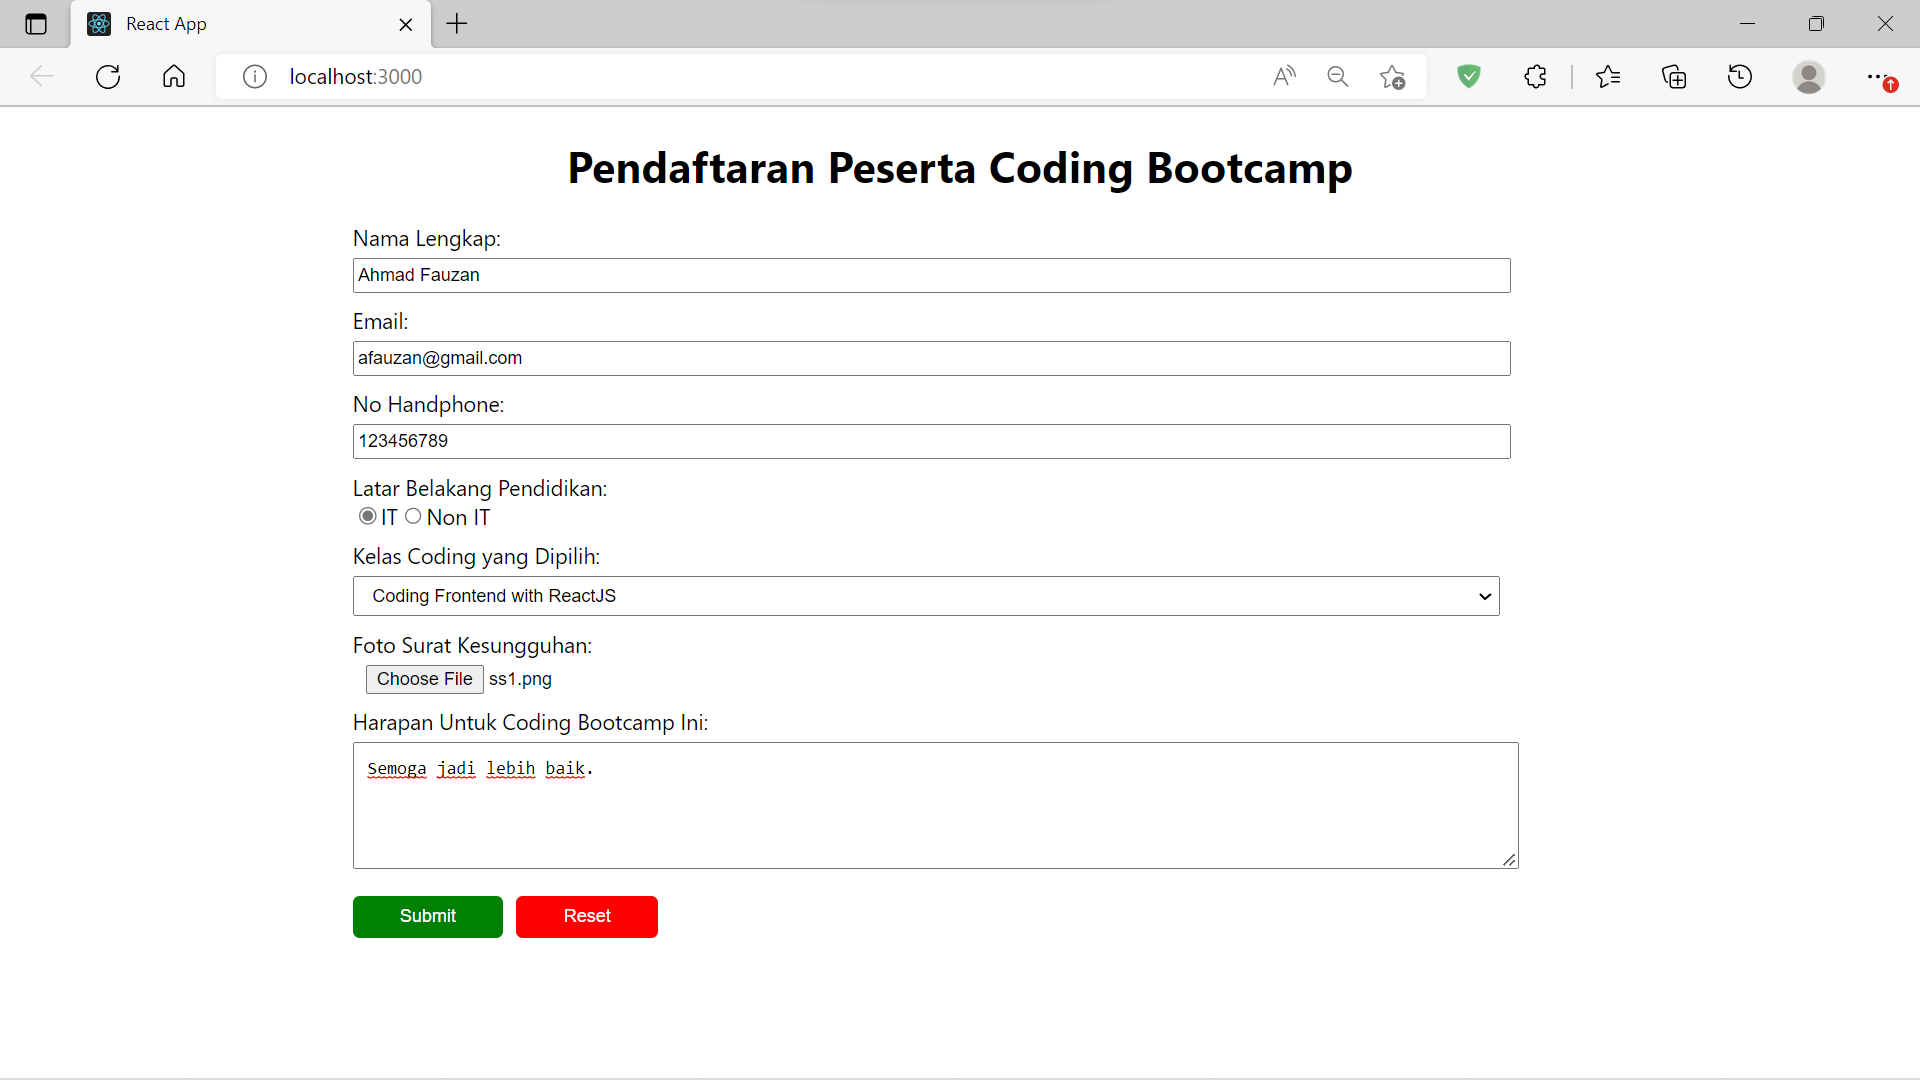 React App
localhost:3000
Pendaftaran Peserta Coding Bootcamp
Nama Lengkap:
Ahmad Fauzan
Email:
afauzan@gmail.com
No Handphone:
123456789
Latar Belakang Pendidikan:
IT Non IT
Kelas Coding yang Dipilih:
Coding Frontend with ReactJS
Foto Surat Kesungguhan:
Choose File ss1.png
Harapan Untuk Coding Bootcamp Ini:
Semoga jadi lebih baik.
Submit Reset